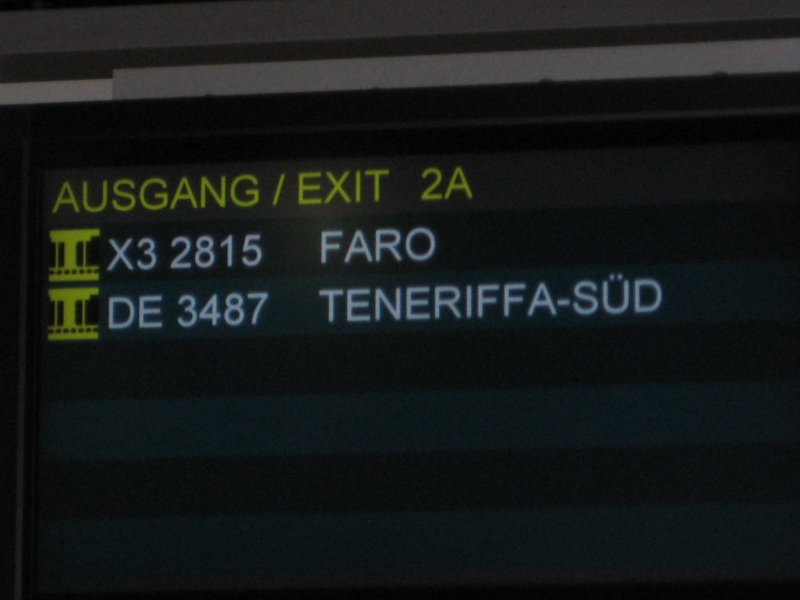 AUSGANG / EXIT 2A
X3 2815 FARO
DE 3487 TENERIFFA-SÜD